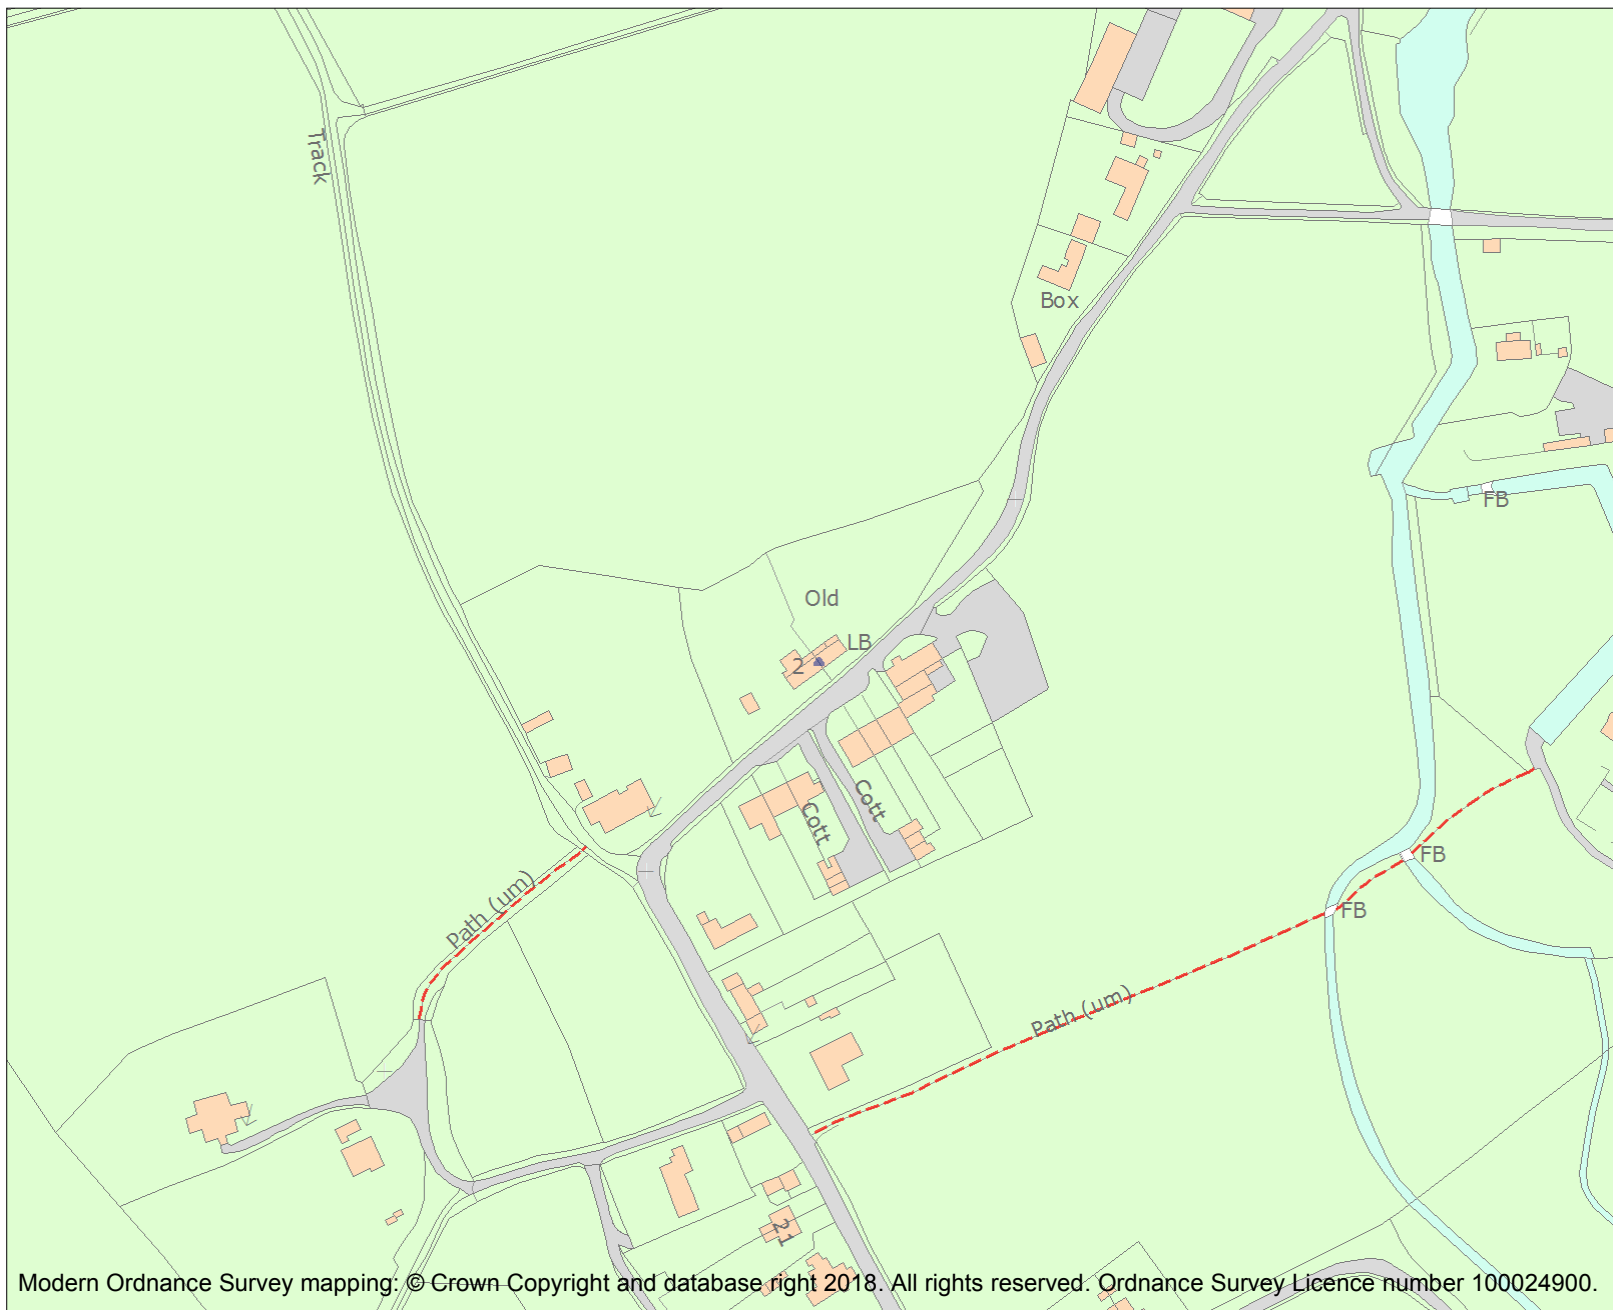 Track
Box
FB
Old
LB
2
Cott
Cott
FB
Path (um)
FB
Path (um)
21
Modern Ordnance Survey mapping: © Crown Copyright and database right 2018. All rights reserved. Ordnance Survey Licence number 100024900.